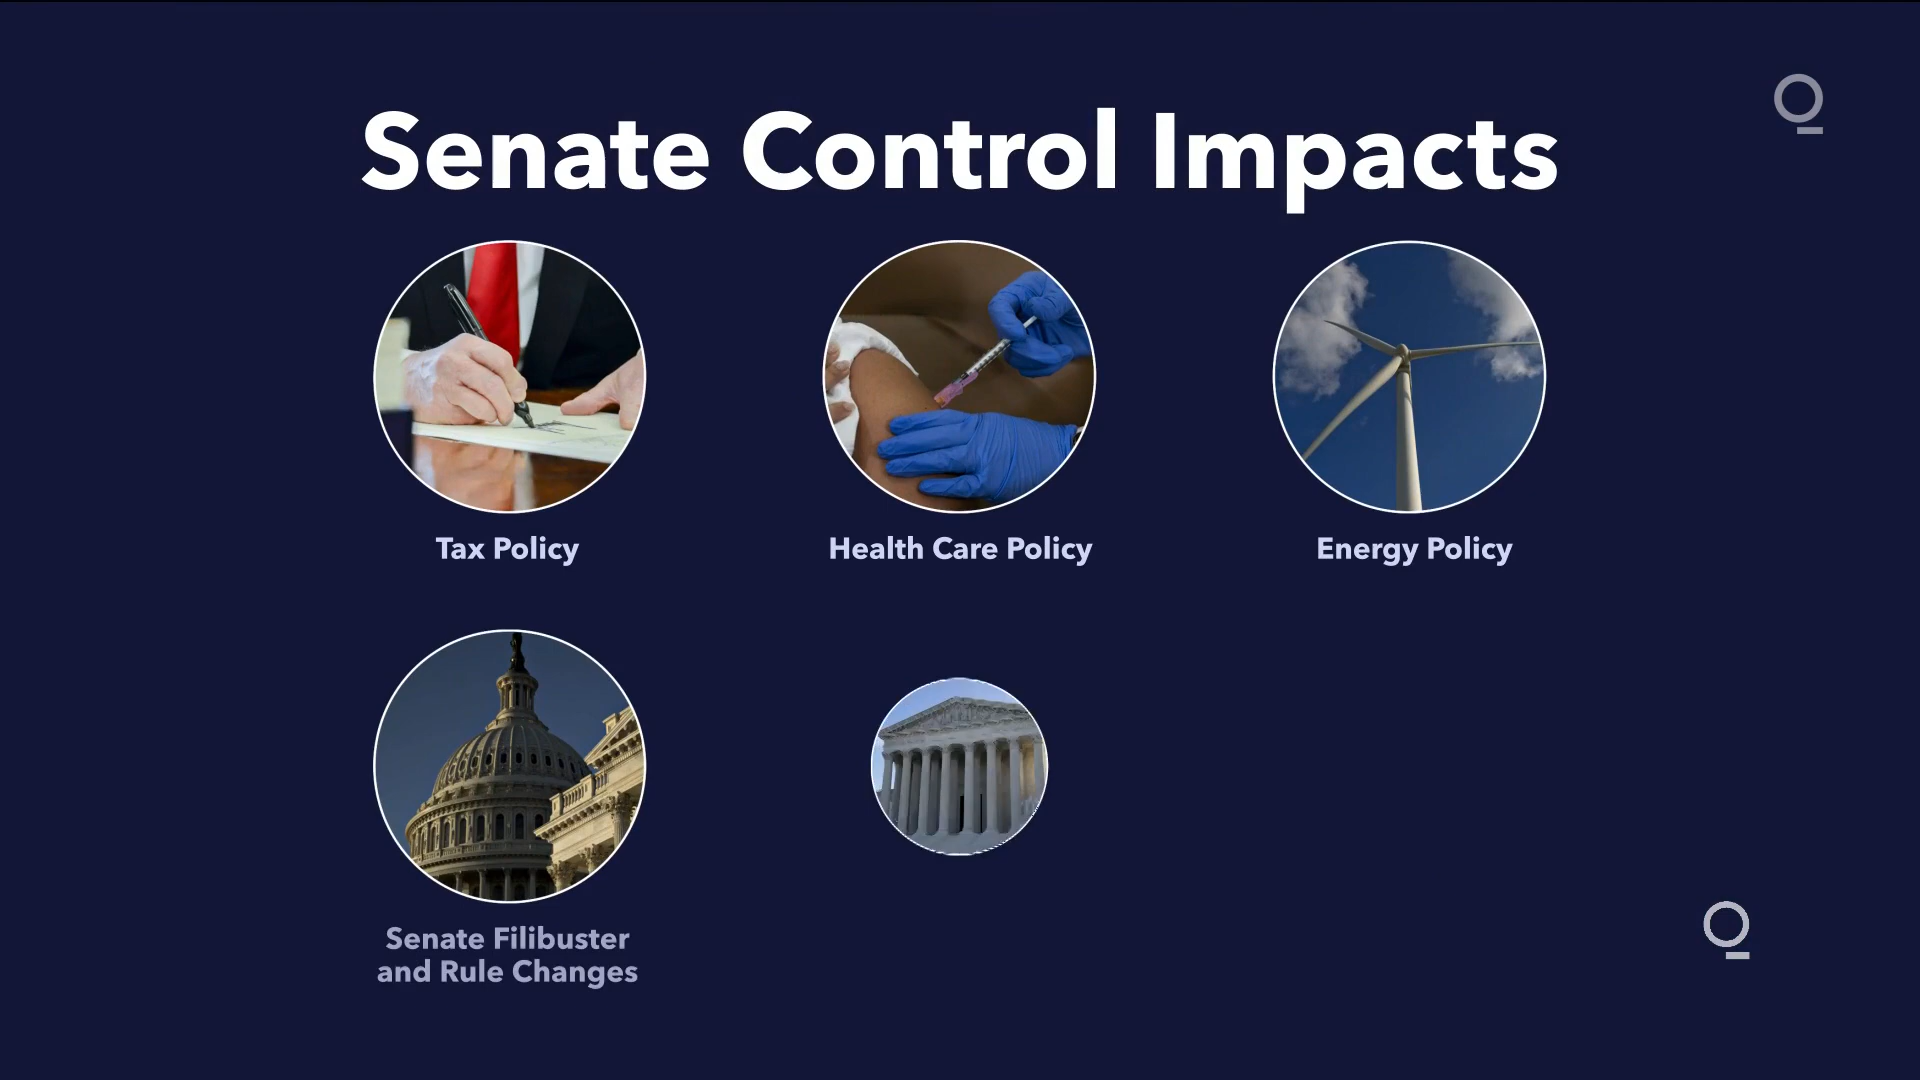 Senate Control Impacts
Tax Policy
Health Care Policy
Energy Policy
Senate Filibuster
and Rule Changes